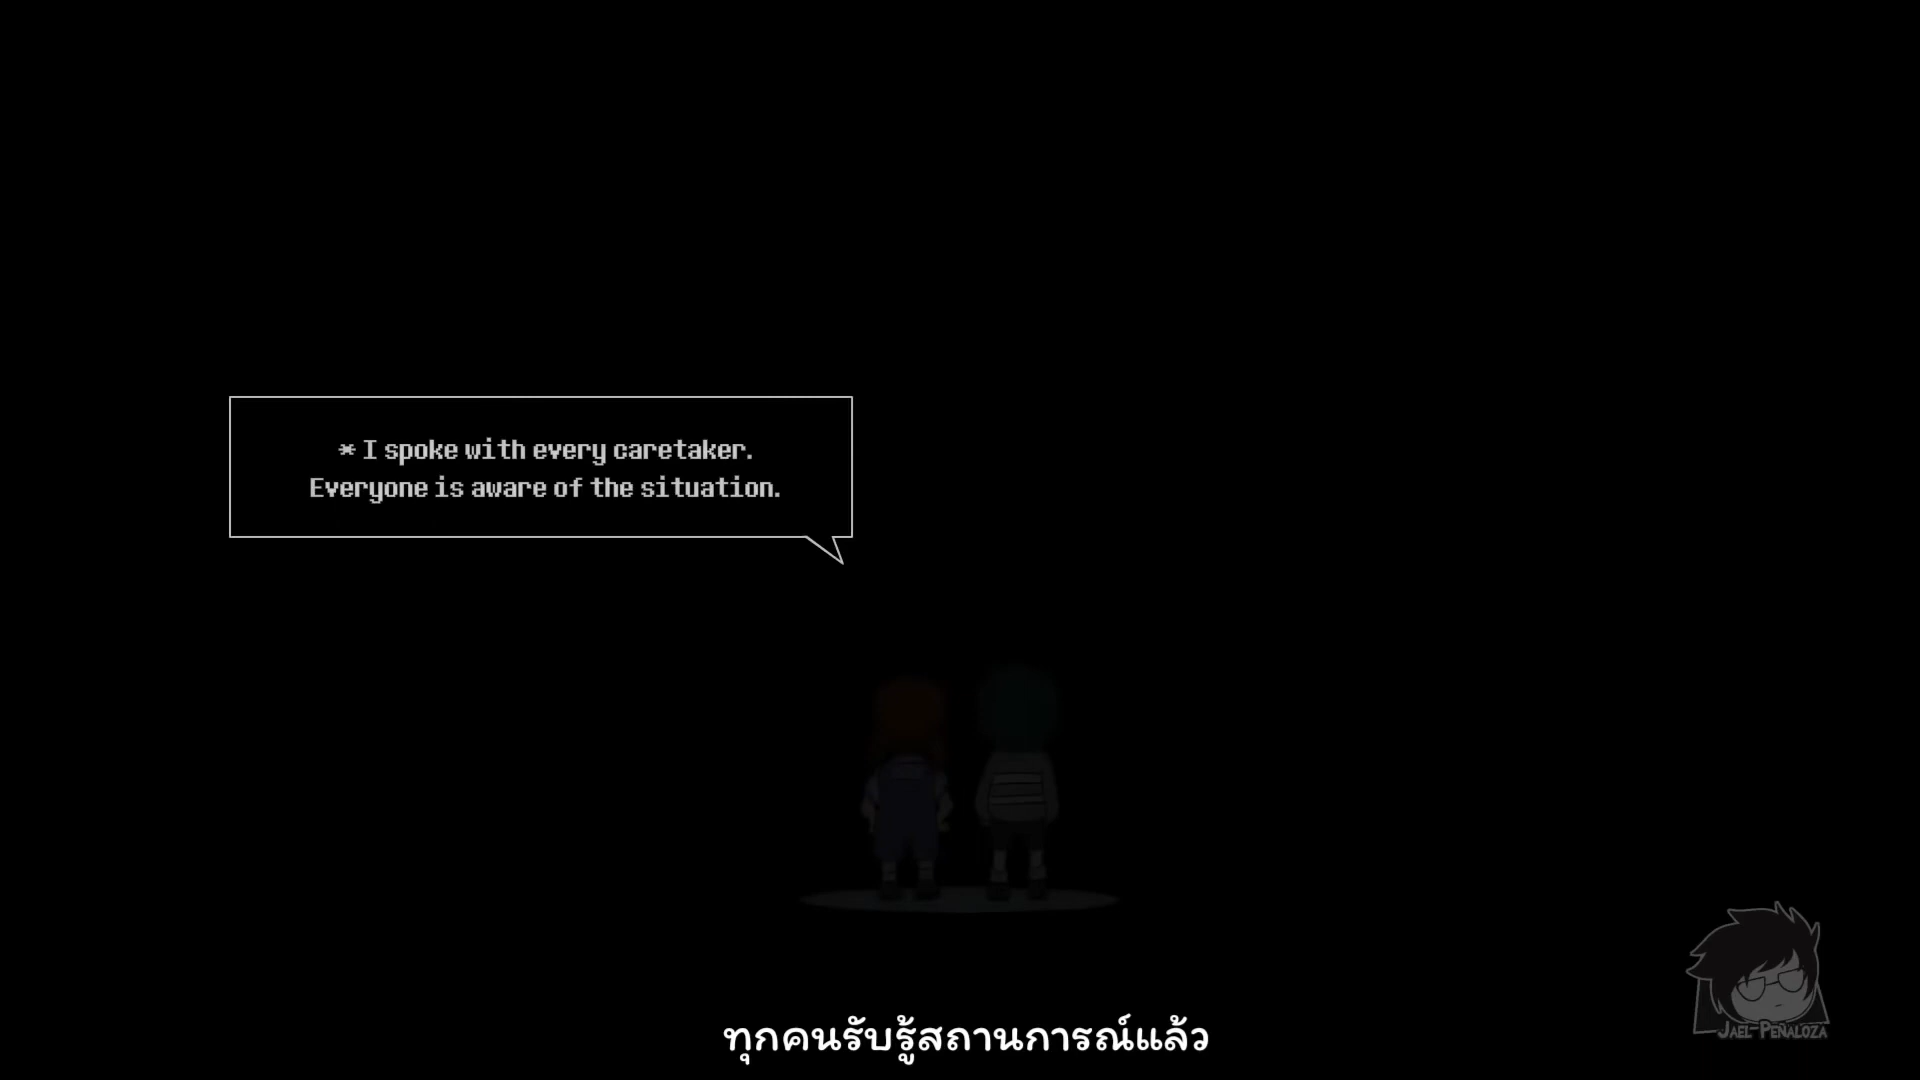 * I spoke with every caretaker.
Everyone is aware of the situation.
ทุกคนรับรู้สถานการณ์แล้ว
JAEL-PEÑALOZA